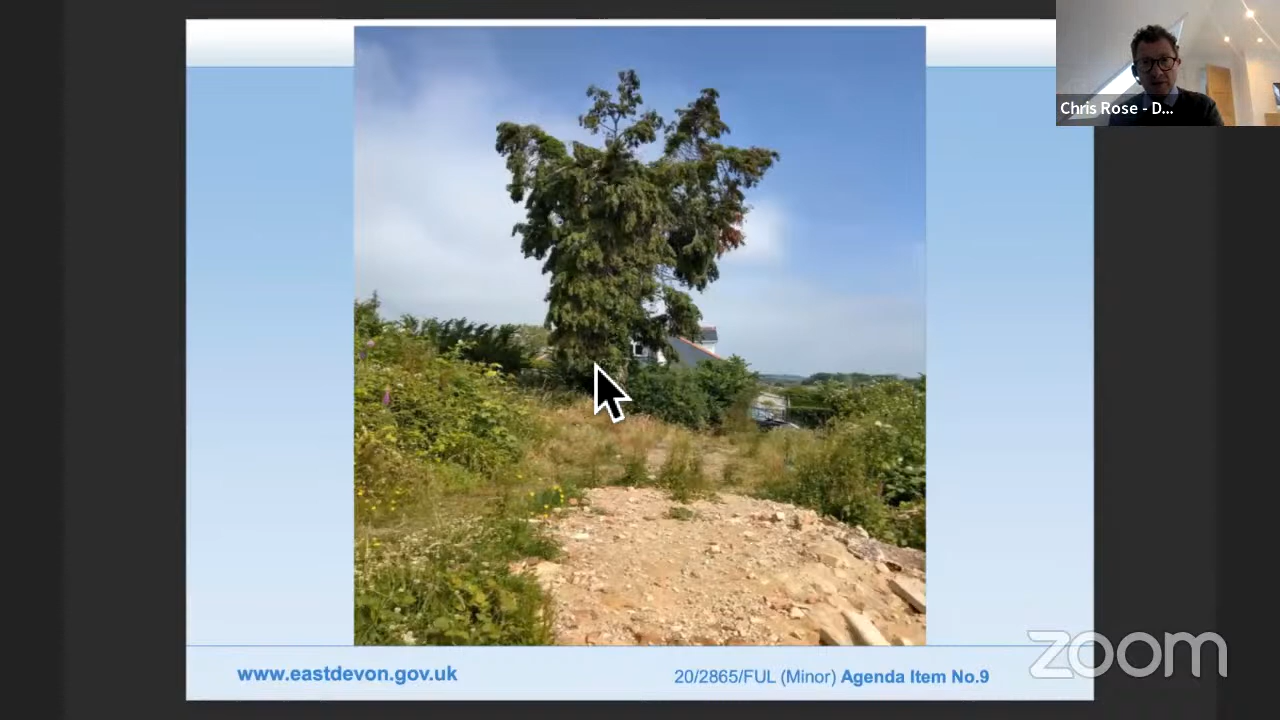 Chris Rose - D...
www.eastdevon.gov.uk
20/2865/FUL (Minor) Agenda Item No.9
zoom